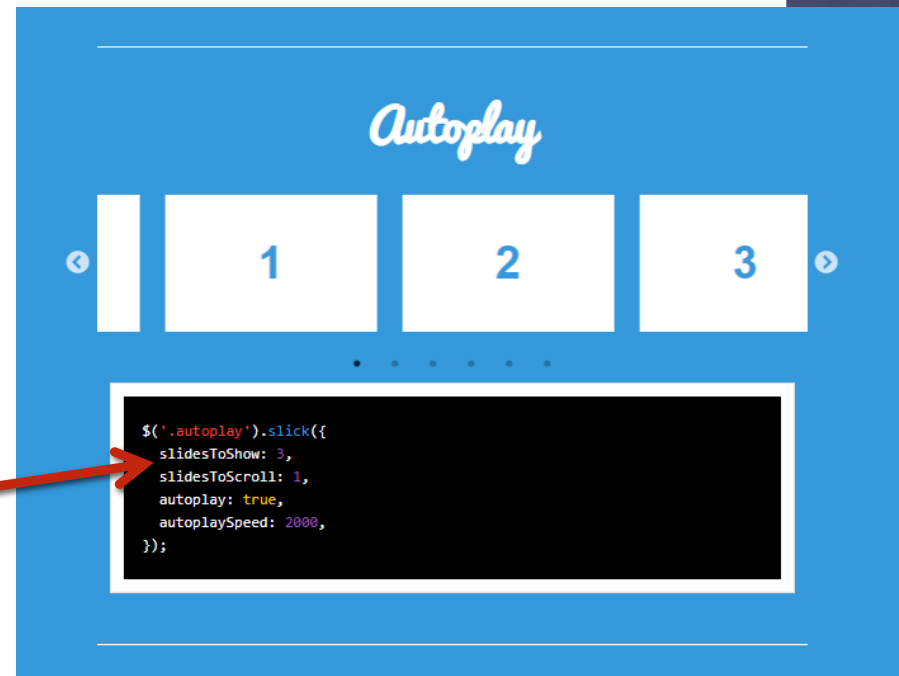 Autoplay
1 2 3
$('.autoplay').slick({
  slidesToShow: 3,
  slidesToScroll: 1,
  autoplay: true,
  autoplaySpeed: 2000,
});